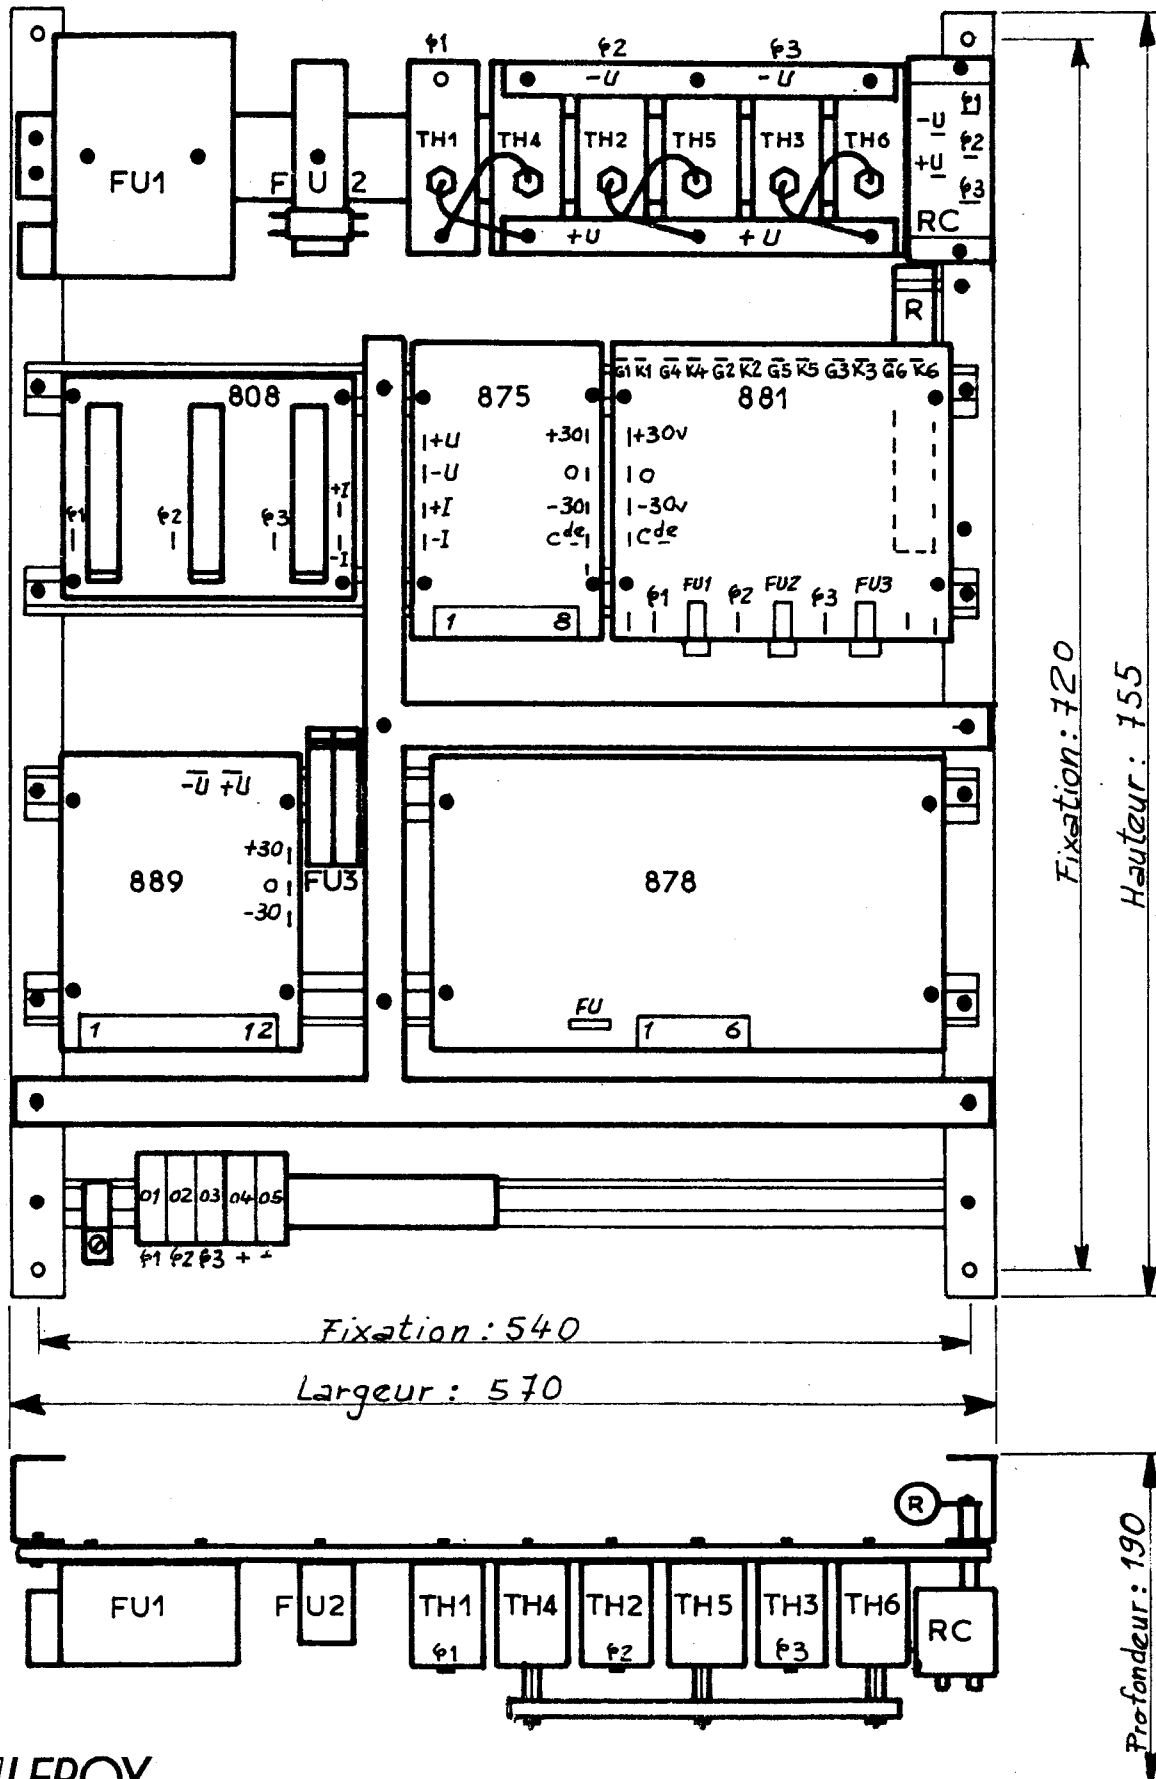 φ1 φ2 φ3
-U -U
TH1 TH4 TH2 TH5 TH3 TH6
FU1 FU2
+U +U
-U φ1
+U φ2
φ3
RC
R
808
φ1 φ2 φ3
+I
-I
875
+U +30
-U 0
+I -30
-I Cde
1 8
G1 K1 G4 K4 G2 K2 G5 K5 G3 K3 G6 K6
881
+30v
0
-30v
Cde
φ1 FU1 φ2 FU2 φ3 FU3
-U +U
+30
889 0
-30
1 12
FU3
878
FU
1 6
01 02 03 04 05
φ1 φ2 φ3 + -
Fixation : 720
Hauteur : 755
Fixation : 540
Largeur : 570
R
FU1 FU2 TH1 TH4 TH2 TH5 TH3 TH6 RC
φ1 φ2 φ3
Profondeur : 190
LEROY